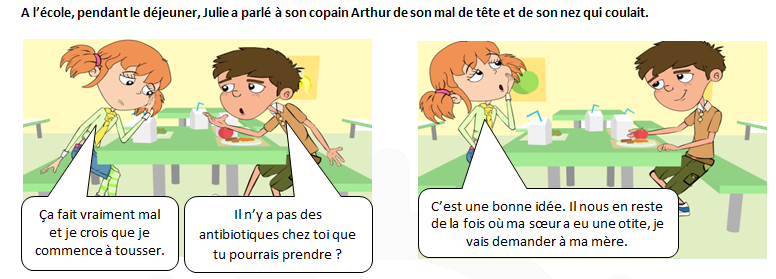 A l’école, pendant le déjeuner, Julie a parlé à son copain Arthur de son mal de tête et de son nez qui coulait.
Ça fait vraiment mal
et je crois que je
commence à tousser.
Il n’y a pas des
antibiotiques chez toi que
tu pourrais prendre ?
C’est une bonne idée. Il nous en reste
de la fois où ma sœur a eu une otite, je
vais demander à ma mère.